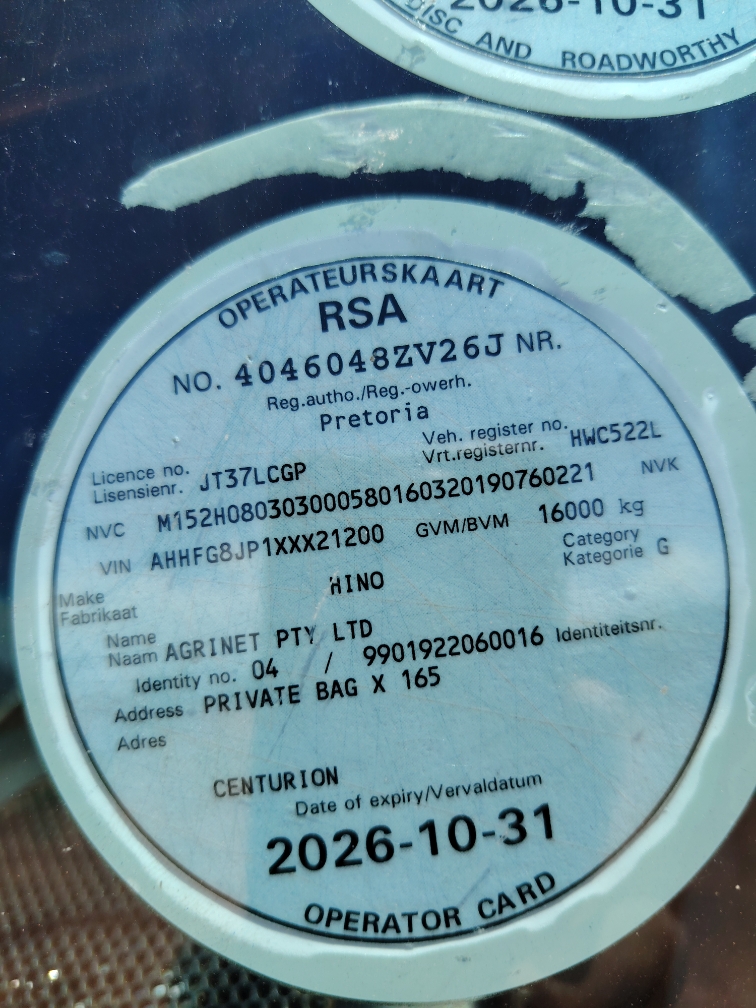 2026-10-31
DISC AND ROADWORTHY
OPERATEURSKAART
RSA
NO. 4046048ZV26J NR.
Reg.autho./Reg.-owerh.
Pretoria
Licence no. Lisensienr. JT37LCGP Veh. register no. Vrt.registernr. HWC522L
NVC M152H080303000580160320190760221 NVK
VIN AHHFG8JP1XXX21200 GVM/BVM 16000 kg
Make Fabrikaat HINO Category Kategorie G
Name Naam AGRINET PTY LTD
Identity no. 04 / 9901922060016 Identiteitsnr.
Address PRIVATE BAG X 165
Adres
CENTURION
Date of expiry/Vervaldatum
2026-10-31
OPERATOR CARD